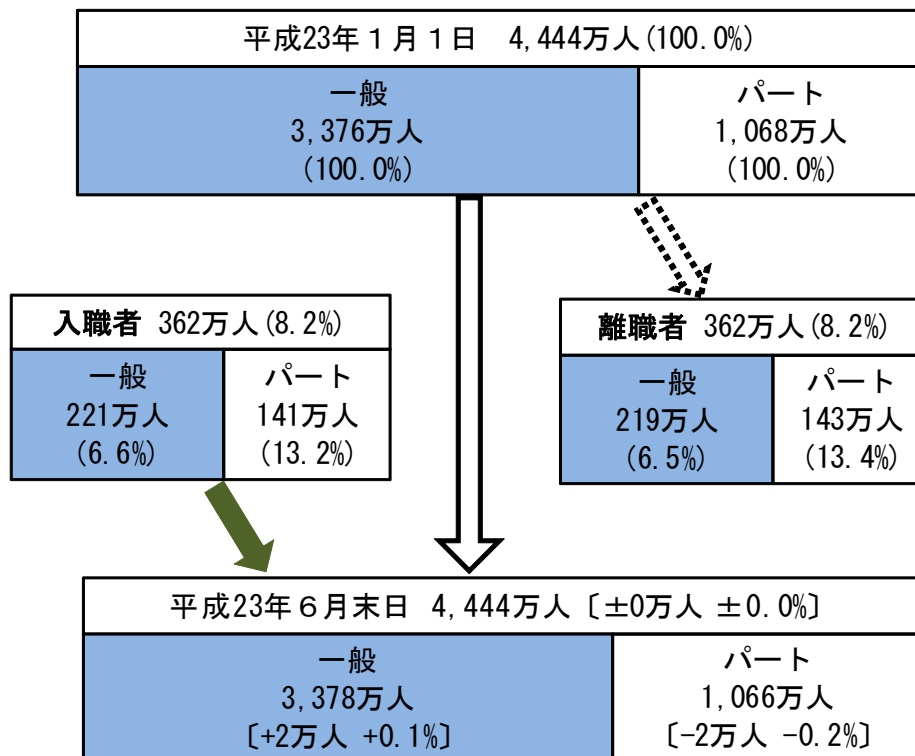 平成23年１月１日　4,444万人(100.0%)
一般
3,376万人
(100.0%)
パート
1,068万人
(100.0%)
入職者 362万人(8.2%)
一般
221万人
(6.6%)
パート
141万人
(13.2%)
離職者 362万人(8.2%)
一般
219万人
(6.5%)
パート
143万人
(13.4%)
平成23年６月末日 4,444万人〔±0万人 ±0.0%〕
一般
3,378万人
〔+2万人 +0.1%〕
パート
1,066万人
〔-2万人 -0.2%〕